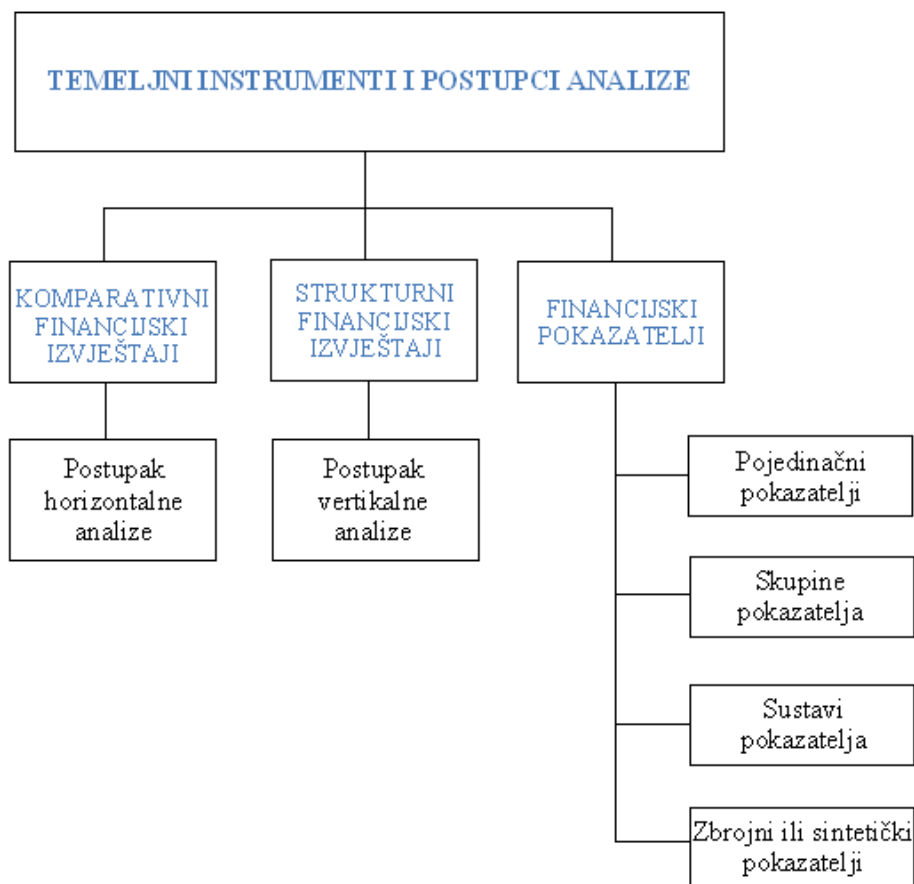 TEMELJNI INSTRUMENTI I POSTUPCI ANALIZE
KOMPARATIVNI
FINANCIJSKI
IZVJEŠTAJI
STRUKTURNI
FINANCIJSKI
IZVJEŠTAJI
FINANCIJSKI
POKAZATELJI
Postupak
horizontalne
analize
Postupak
vertikalne
analize
Pojedinačni
pokazatelji
Skupine
pokazatelja
Sustavi
pokazatelja
Zbrojni ili sintetički
pokazatelji